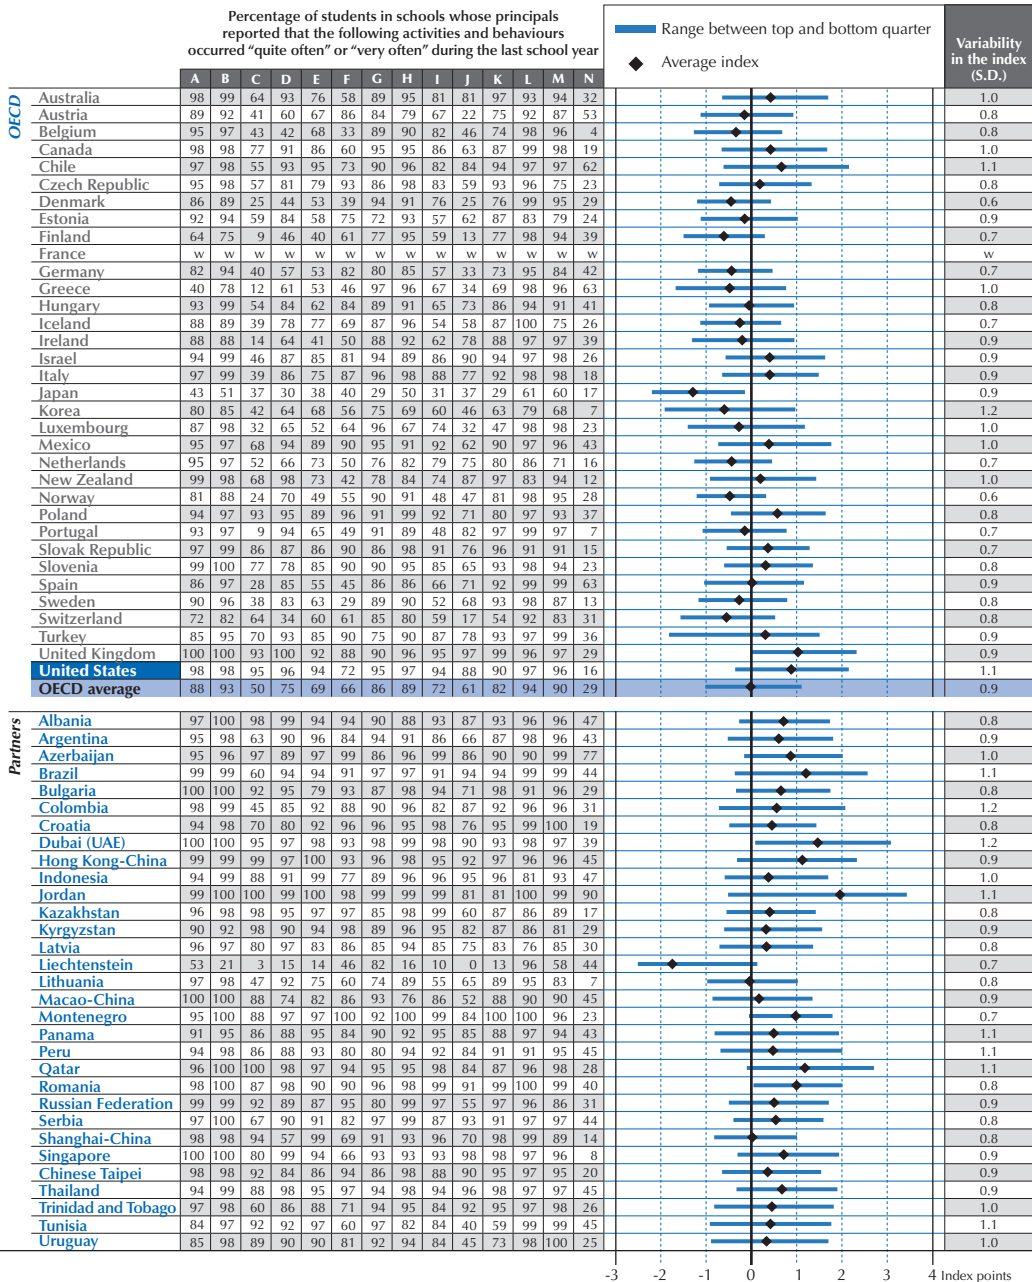 Percentage of students in schools whose principals
reported that the following activities and behaviours
occurred “quite often” or “very often” during the last school year
Range between top and bottom quarter
Average index
Variability
in the index
(S.D.)
A B C D E F G H I J K L M N
OECD
Australia 98 99 64 93 76 58 89 95 81 81 97 93 94 32 1.0
Austria 89 92 41 60 67 86 84 79 67 22 75 92 87 53 0.8
Belgium 95 97 43 42 68 33 89 90 82 46 74 98 96 4 0.8
Canada 98 98 77 91 86 60 95 95 86 63 87 99 98 19 1.0
Chile 97 98 55 93 95 73 90 96 82 84 94 97 97 62 1.1
Czech Republic 95 98 57 81 79 93 86 98 83 59 93 96 75 23 0.8
Denmark 86 89 25 44 53 39 94 91 76 25 76 99 95 29 0.6
Estonia 92 94 59 84 58 75 72 93 57 62 87 83 79 24 0.9
Finland 64 75 9 46 40 61 77 95 59 13 77 98 94 39 0.7
France w w w w w w w w w w w w w w w
Germany 82 94 40 57 53 82 80 85 57 33 73 95 84 42 0.7
Greece 40 78 12 61 53 46 97 96 67 34 69 98 96 63 1.0
Hungary 93 99 54 84 62 84 89 91 65 73 86 94 91 41 0.8
Iceland 88 89 39 78 77 69 87 96 54 58 87 100 75 26 0.7
Ireland 88 88 14 64 41 50 88 92 62 78 88 97 97 39 0.9
Israel 94 99 46 87 85 81 94 89 86 90 94 97 98 26 0.9
Italy 97 99 39 86 75 87 96 98 88 77 92 98 98 18 0.9
Japan 43 51 37 30 38 40 29 50 31 37 29 61 60 17 0.9
Korea 80 85 42 64 68 56 75 69 60 46 63 79 68 7 1.2
Luxembourg 87 98 32 65 52 64 96 67 74 32 47 98 98 23 1.0
Mexico 95 97 68 94 89 90 95 91 92 62 90 97 96 43 1.0
Netherlands 95 97 52 66 73 50 76 82 79 75 80 86 71 16 0.7
New Zealand 99 98 68 98 73 42 78 84 74 87 97 83 94 12 1.0
Norway 81 88 24 70 49 55 90 91 48 47 81 98 95 28 0.6
Poland 94 97 93 95 89 96 91 99 92 71 80 97 93 37 0.8
Portugal 93 97 9 94 65 49 91 89 48 82 97 99 97 7 0.7
Slovak Republic 97 99 86 87 86 90 86 98 91 76 96 91 91 15 0.7
Slovenia 99 100 77 78 85 90 90 95 85 65 93 98 94 23 0.8
Spain 86 97 28 85 55 45 86 86 66 71 92 99 99 63 0.9
Sweden 90 96 38 83 63 29 89 90 52 68 93 98 87 13 0.8
Switzerland 72 82 64 34 60 61 85 80 59 17 54 92 83 31 0.8
Turkey 85 95 70 93 85 90 75 90 87 78 93 97 99 36 0.9
United Kingdom 100 100 93 100 92 88 90 96 95 97 99 96 97 29 0.9
United States 98 98 95 96 94 72 95 97 94 88 90 97 96 16 1.1
OECD average 88 93 50 75 69 66 86 89 72 61 82 94 90 29 0.9
Partners
Albania 97 100 98 99 94 94 90 88 93 87 93 96 96 47 0.8
Argentina 95 98 63 90 96 84 94 91 86 66 87 98 96 43 0.9
Azerbaijan 95 96 97 89 97 99 86 96 99 86 90 90 99 77 1.0
Brazil 99 99 60 94 94 91 97 97 91 94 94 99 99 44 1.1
Bulgaria 100 100 92 95 79 93 87 98 94 71 98 91 96 29 0.8
Colombia 98 99 45 85 92 88 90 96 82 87 92 96 96 31 1.2
Croatia 94 98 70 80 92 96 96 95 98 76 95 99 100 19 0.8
Dubai (UAE) 100 100 95 97 98 93 98 99 98 90 93 98 97 39 1.2
Hong Kong-China 99 99 99 97 100 93 96 98 95 92 97 96 96 45 0.9
Indonesia 94 99 88 91 99 77 89 96 96 95 96 81 93 47 1.0
Jordan 99 100 100 99 100 98 99 99 99 81 81 100 99 90 1.1
Kazakhstan 96 98 98 95 97 97 85 98 99 60 87 86 89 17 0.8
Kyrgyzstan 90 92 98 90 94 98 89 96 95 82 87 86 81 29 0.9
Latvia 96 97 80 97 83 86 85 94 85 75 83 76 85 30 0.8
Liechtenstein 53 21 3 15 14 46 82 16 10 0 13 96 58 44 0.7
Lithuania 97 98 47 92 75 60 74 89 55 65 89 95 83 7 0.8
Macao-China 100 100 88 74 82 86 93 76 86 52 88 90 90 45 0.9
Montenegro 95 100 88 97 97 100 92 100 99 84 100 100 96 23 0.7
Panama 91 95 86 88 95 84 90 92 95 85 88 97 94 43 1.1
Peru 94 98 86 88 93 80 80 94 92 84 91 91 95 45 1.1
Qatar 96 100 100 98 97 94 95 95 98 84 87 96 98 28 1.1
Romania 98 100 87 98 90 90 96 98 99 91 99 100 99 40 0.8
Russian Federation 99 99 92 89 87 95 80 99 97 55 97 96 86 31 0.9
Serbia 97 100 67 90 91 82 97 99 87 93 91 97 97 44 0.9
Shanghai-China 98 98 94 57 99 69 91 93 96 70 98 99 89 14 0.8
Singapore 100 100 80 99 94 66 93 93 93 98 98 97 96 8 0.9
Chinese Taipei 98 98 92 84 86 94 86 98 88 90 95 97 95 20 0.9
Thailand 94 99 88 98 95 97 94 98 94 96 98 97 97 45 0.9
Trinidad and Tobago 97 98 60 86 88 71 94 95 84 92 95 97 98 26 1.0
Tunisia 84 97 92 92 97 60 97 82 84 40 59 99 99 45 1.1
Uruguay 85 98 89 90 90 81 92 94 84 45 73 98 100 25 1.0
-3 -2 -1 0 1 2 3 4 Index points